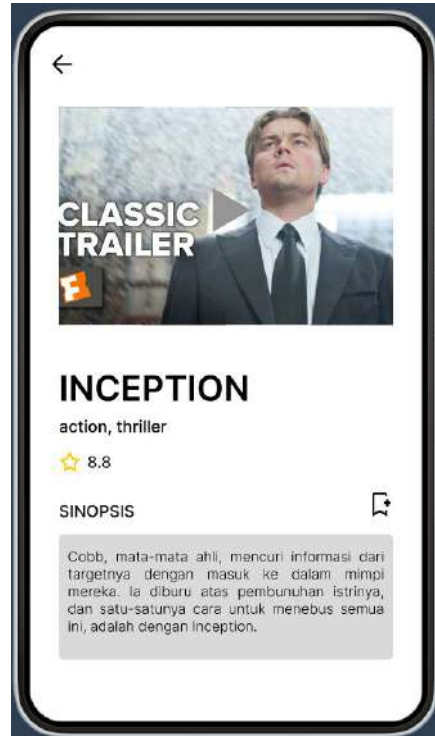 CLASSIC
TRAILER
INCEPTION
action, thriller
8.8
SINOPSIS
Cobb, mata-mata ahli, mencuri informasi dari
targetnya dengan masuk ke dalam mimpi
mereka. Ia diburu atas pembunuhan istrinya,
dan satu-satunya cara untuk menebus semua
ini, adalah dengan Inception.